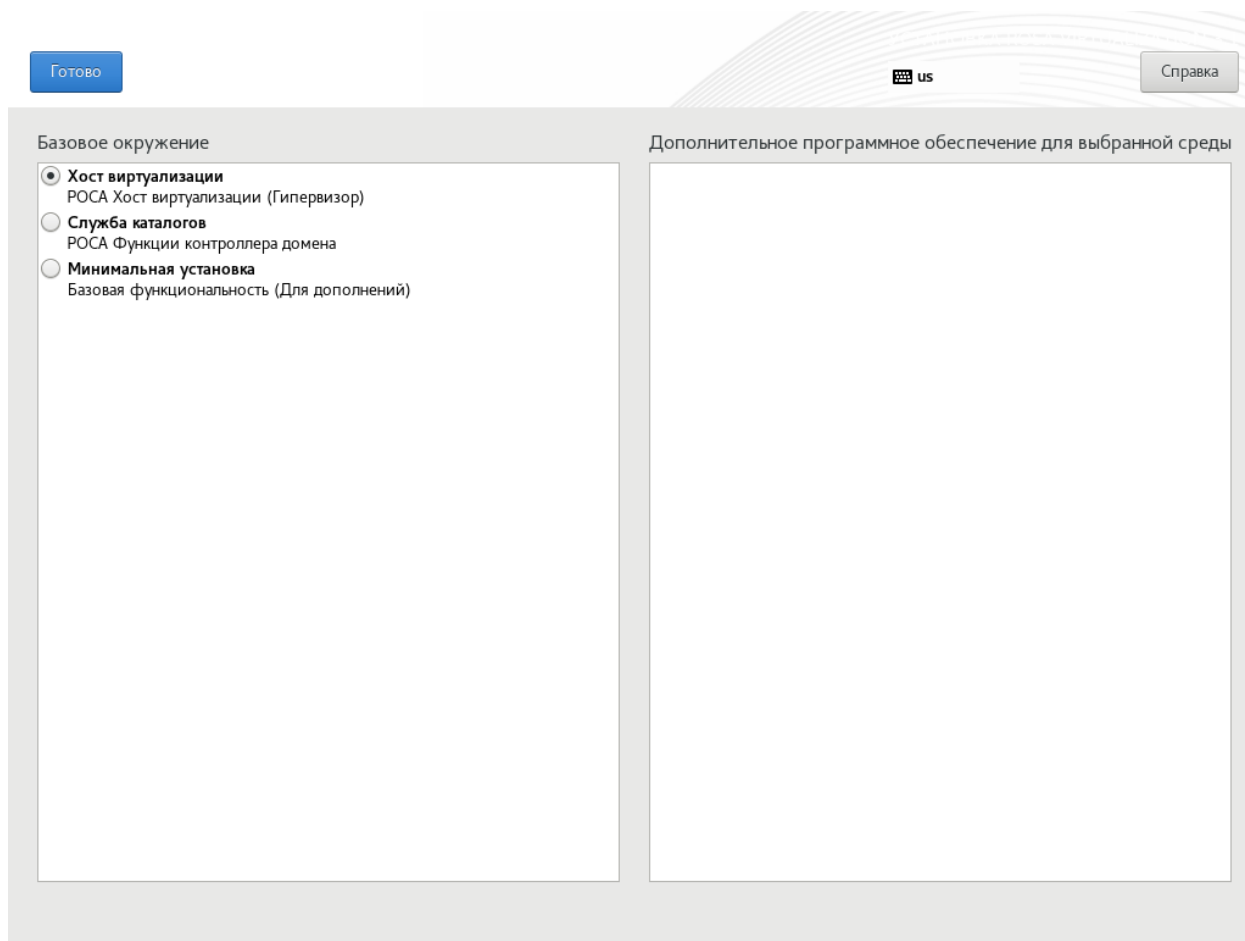 Готово
us
Справка
Базовое окружение
Дополнительное программное обеспечение для выбранной среды
Хост виртуализации
РОСА Хост виртуализации (Гипервизор)
Служба каталогов
РОСА Функции контроллера домена
Минимальная установка
Базовая функциональность (Для дополнений)